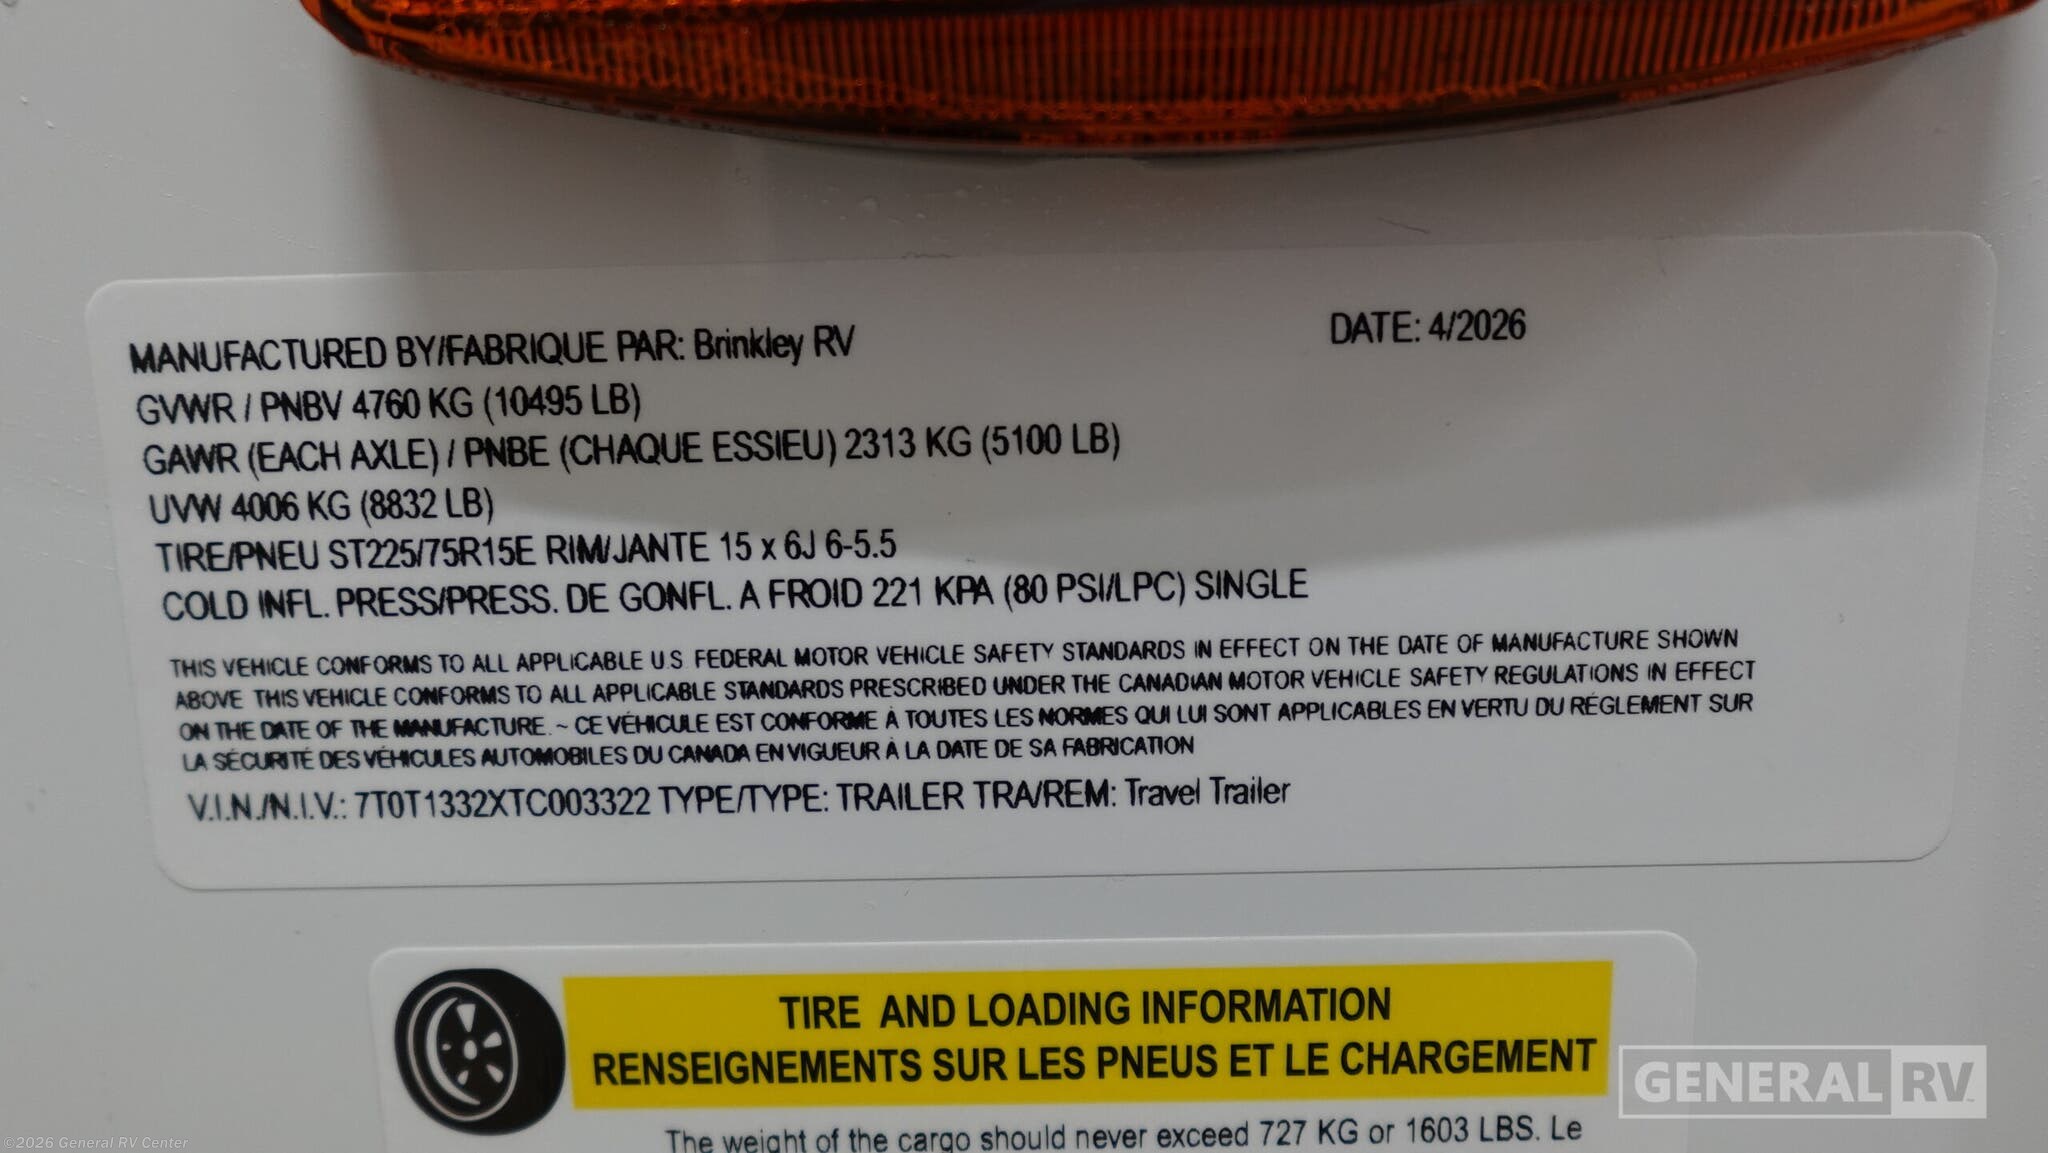 MANUFACTURED BY/FABRIQUE PAR: Brinkley RV DATE: 4/2026
GVWR / PNBV 4760 KG (10495 LB)
GAWR (EACH AXLE) / PNBE (CHAQUE ESSIEU) 2313 KG (5100 LB)
UVW 4006 KG (8832 LB)
TIRE/PNEU ST225/75R15E RIM/JANTE 15 x 6J 6-5.5
COLD INFL. PRESS/PRESS. DE GONFL. A FROID 221 KPA (80 PSI/LPC) SINGLE
THIS VEHICLE CONFORMS TO ALL APPLICABLE U.S. FEDERAL MOTOR VEHICLE SAFETY STANDARDS IN EFFECT ON THE DATE OF MANUFACTURE SHOWN
ABOVE THIS VEHICLE CONFORMS TO ALL APPLICABLE STANDARDS PRESCRIBED UNDER THE CANADIAN MOTOR VEHICLE SAFETY REGULATIONS IN EFFECT
ON THE DATE OF THE MANUFACTURE. ~ CE VÉHICULE EST CONFORME À TOUTES LES NORMES QUI LUI SONT APPLICABLES EN VERTU DU RÉGLEMENT SUR
LA SÉCURITÉ DES VÉHICULES AUTOMOBILES DU CANADA EN VIGUEUR À LA DATE DE SA FABRICATION
V.I.N./N.I.V.: 7T0T1332XTC003322 TYPE/TYPE: TRAILER TRA/REM: Travel Trailer
TIRE AND LOADING INFORMATION
RENSEIGNEMENTS SUR LES PNEUS ET LE CHARGEMENT
The weight of the cargo should never exceed 727 KG or 1603 LBS. Le
GENERAL RV
©2026 General RV Center